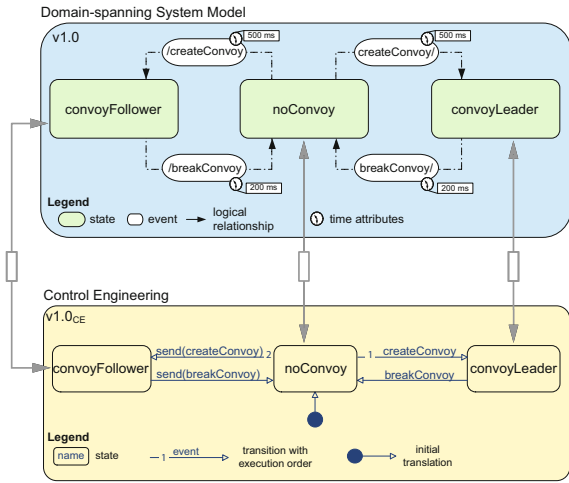 Domain-spanning System Model
v1.0
500 ms
500 ms
/createConvoy
createConvoy/
convoyFollower
noConvoy
convoyLeader
/breakConvoy
breakConvoy/
200 ms
200 ms
Legend
state
event
logical relationship
time attributes
Control Engineering
v1.0CE
send(createConvoy) 2
1 createConvoy
convoyFollower
noConvoy
convoyLeader
send(breakConvoy)
breakConvoy
Legend
name
state
1 event
transition with execution order
initial translation